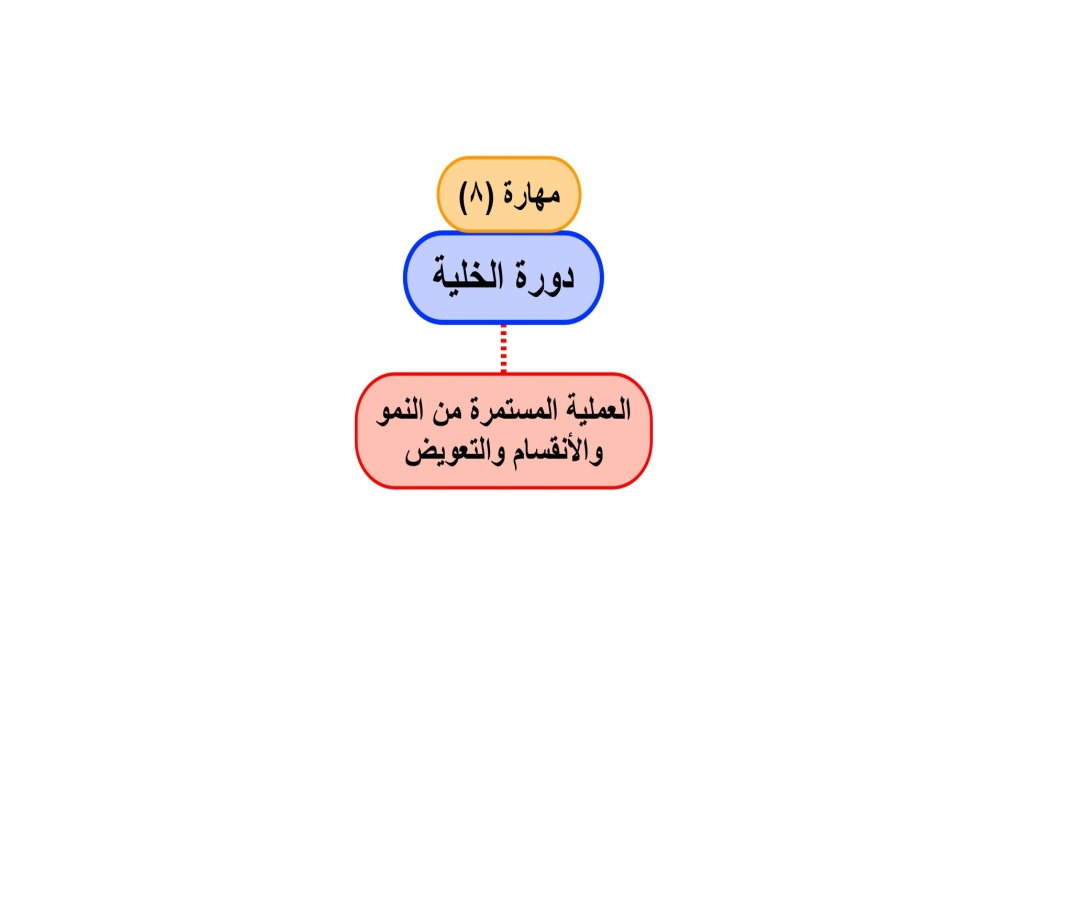 مهارة (٨)
دورة الخلية
العملية المستمرة من النمو
والأنقسام والتعويض